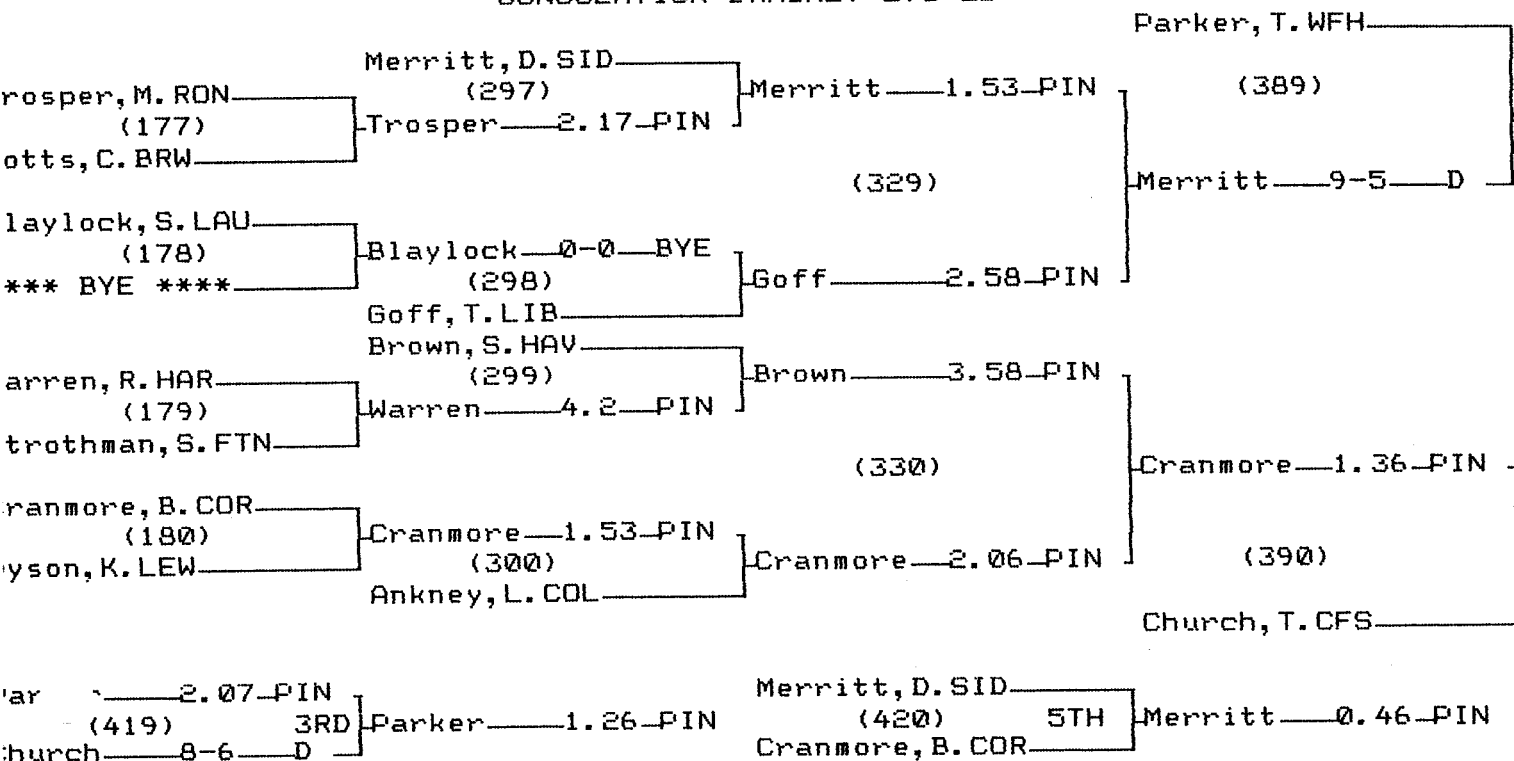 Parker, T. WFH
Merritt, D. SID
rosper, M. RON (297) Merritt 1.53 PIN (389)
(177) Trosper 2.17 PIN
otts, C. BRW
(329) Merritt 9-5 D
laylock, S. LAU
(178) Blaylock 0-0 BYE
*** BYE **** (298) Goff 2.58 PIN
Goff, T. LIB
Brown, S. HAV
arren, R. HAR (299) Brown 3.58 PIN
(179) Warren 4.2 PIN
trothman, S. FTN
(330) Cranmore 1.36 PIN
ranmore, B. COR
(180) Cranmore 1.53 PIN
yson, K. LEW (300) Cranmore 2.06 PIN (390)
Ankney, L. COL
Church, T. CFS
ar 2.07 PIN Merritt, D. SID
(419) 3RD Parker 1.26 PIN (420) 5TH Merritt 0.46 PIN
hurch 8-6 D Cranmore, B. COR